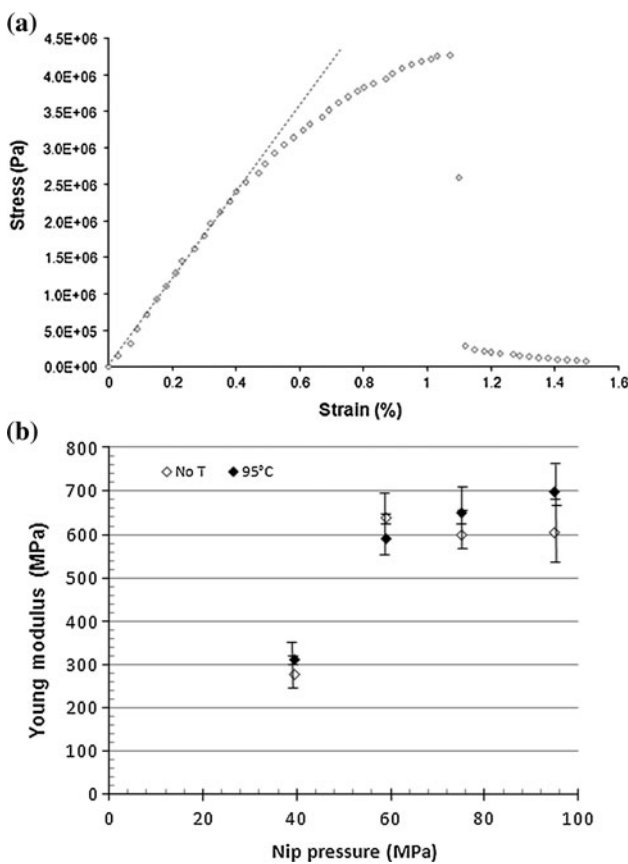 (a)
Stress (Pa)
4.5E+06
4.0E+06
3.5E+06
3.0E+06
2.5E+06
2.0E+06
1.5E+06
1.0E+06
5.0E+05
0.0E+00
0 0.2 0.4 0.6 0.8 1 1.2 1.4 1.6
Strain (%)
(b)
Young modulus (MPa)
800
700
600
500
400
300
200
100
0
No T 95°C
0 20 40 60 80 100
Nip pressure (MPa)